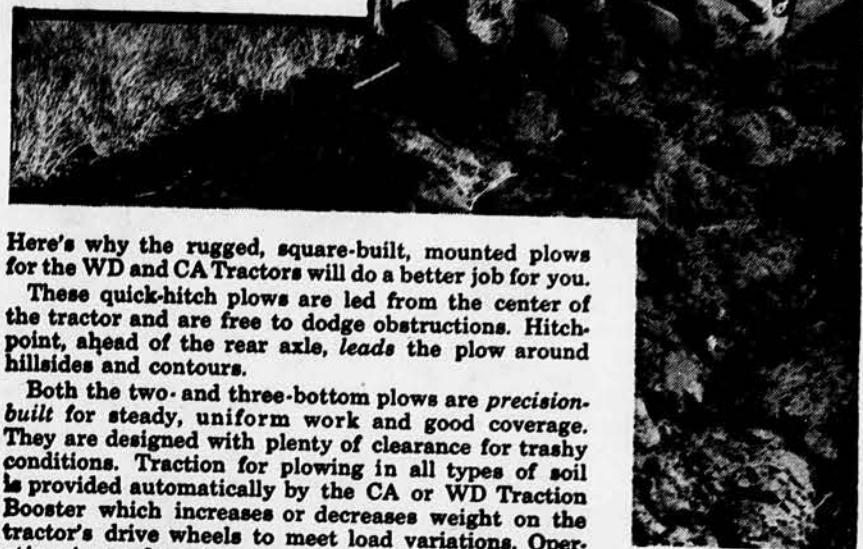 Here's why the rugged, square-built, mounted plows
for the WD and CA Tractors will do a better job for you.
These quick-hitch plows are led from the center of
the tractor and are free to dodge obstructions. Hitch-
point, ahead of the rear axle, leads the plow around
hillsides and contours.
Both the two- and three-bottom plows are precision-
built for steady, uniform work and good coverage.
They are designed with plenty of clearance for trashy
conditions. Traction for plowing in all types of soil
is provided automatically by the CA or WD Traction
Booster which increases or decreases weight on the
tractor's drive wheels to meet load variations. Oper-